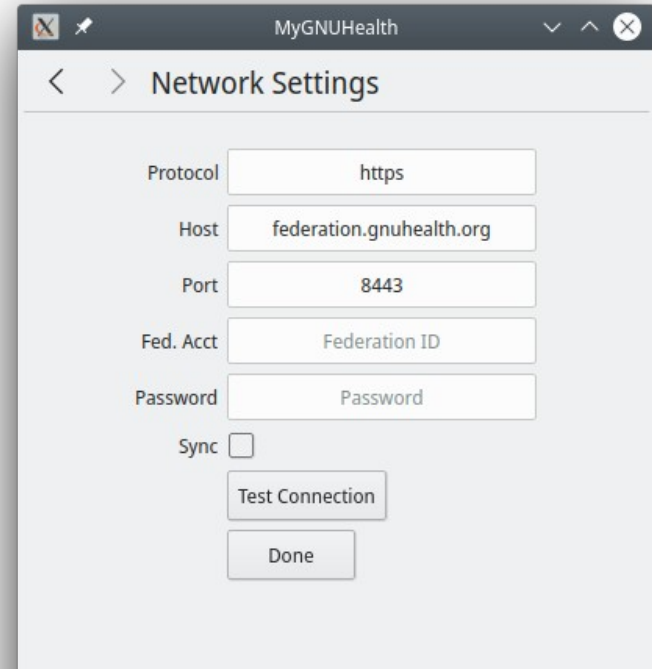 MyGNUHealth
Network Settings
Protocol https
Host federation.gnuhealth.org
Port 8443
Fed. Acct Federation ID
Password Password
Sync
Test Connection
Done